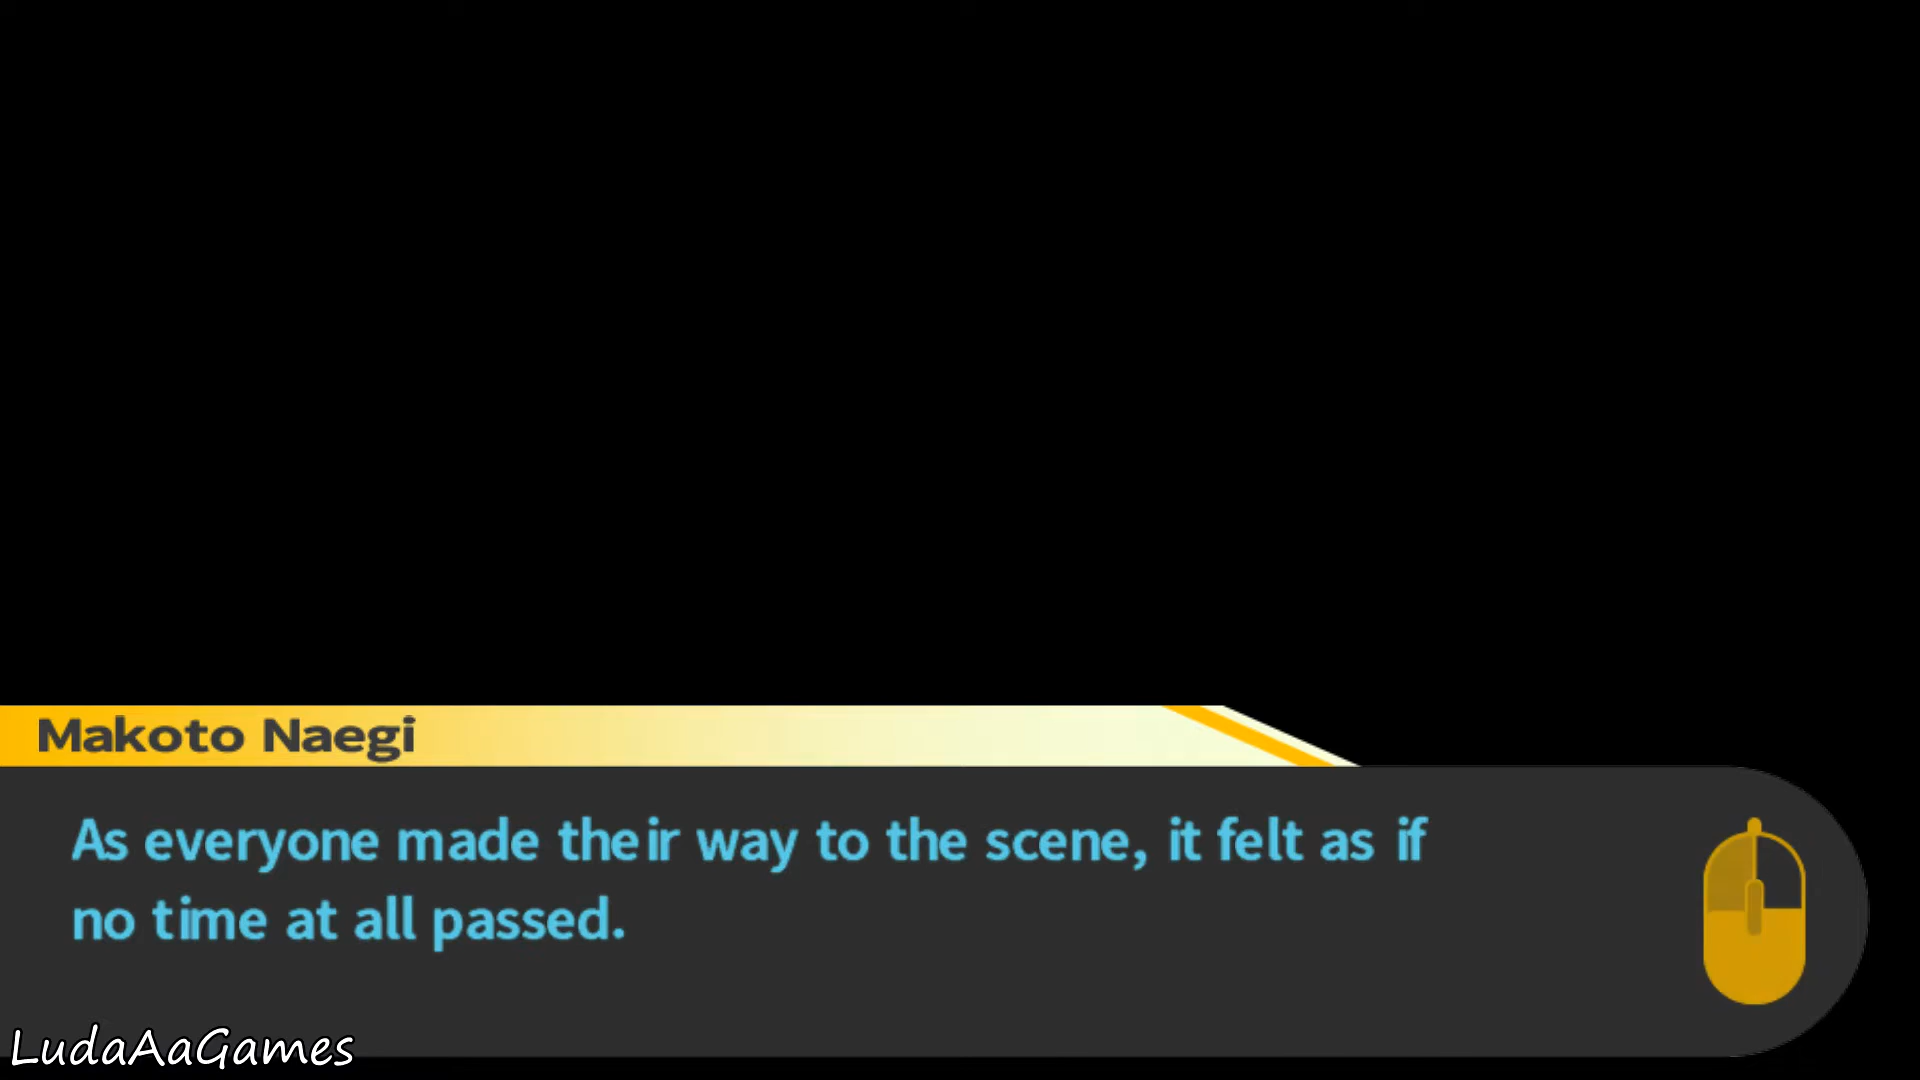 Makoto Naegi
As everyone made their way to the scene, it felt as if
no time at all passed.
LudaAaGames